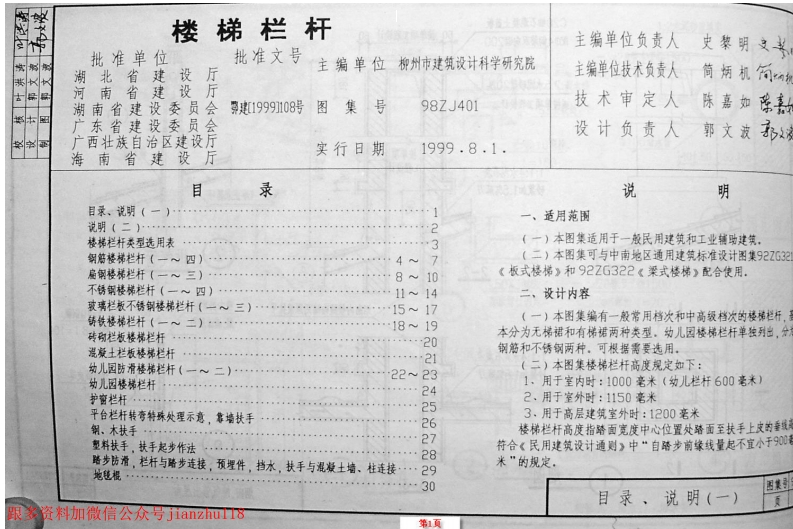 楼梯栏杆
批准单位 批准文号
湖北省建设厅
河南省建设厅
湖南省建设委员会 鄂建[1999]108号
广东省建设委员会
广西壮族自治区建设厅
海南省建设厅
主编单位 柳州市建筑设计科学研究院
图集号 98ZJ401
实行日期 1999.8.1.
主编单位负责人 史黎明
主编单位技术负责人 简炳机
技术审定人 陈嘉如
设计负责人 郭文波
校核 叶洪涛
设计 郭文波
制图 郭文波
目录
目录、说明(一) 1
说明(二) 2
楼梯栏杆类型选用表 3
钢筋楼梯栏杆(一~四) 4~7
扁钢楼梯栏杆(一~三) 8~10
不锈钢楼梯栏杆(一~四) 11~14
玻璃栏板不锈钢楼梯栏杆(一~三) 15~17
铸铁楼梯栏杆(一~二) 18~19
砖砌栏板楼梯栏杆 20
混凝土栏板楼梯栏杆 21
幼儿园防滑楼梯栏杆(一~二) 22~23
幼儿园楼梯栏杆 24
护窗栏杆 25
平台栏杆转弯特殊处理示意,靠墙扶手 26
钢、木扶手 27
塑料扶手,扶手起步作法 28
踏步防滑,栏杆与踏步连接,预埋件,挡水,扶手与混凝土墙、柱连接 29
地毯棍 30
说明
一、适用范围
(一)本图集适用于一般民用建筑和工业辅助建筑。
(二)本图集可与中南地区通用建筑标准设计图集92ZG321
《板式楼梯》和92ZG322《梁式楼梯》配合使用。
二、设计内容
(一)本图集编有一般常用档次和中高级档次的楼梯栏杆,
本分为无梯裙和有梯裙两种类型。幼儿园楼梯栏杆单独列出,分
钢筋和不锈钢两种。可根据需要选用。
(二)本图集楼梯栏杆高度规定如下:
1、用于室内时:1000毫米(幼儿栏杆600毫米)
2、用于室外时:1150毫米
3、用于高层建筑室外时:1200毫米
楼梯栏杆高度指踏面宽度中心位置处踏面至扶手上皮的垂线
符合《民用建筑设计通则》中“自踏步前缘线量起不宜小于900毫
米”的规定。
目录、说明(一)
图集号
页
跟多资料加微信公众号jianzhu118
第1页